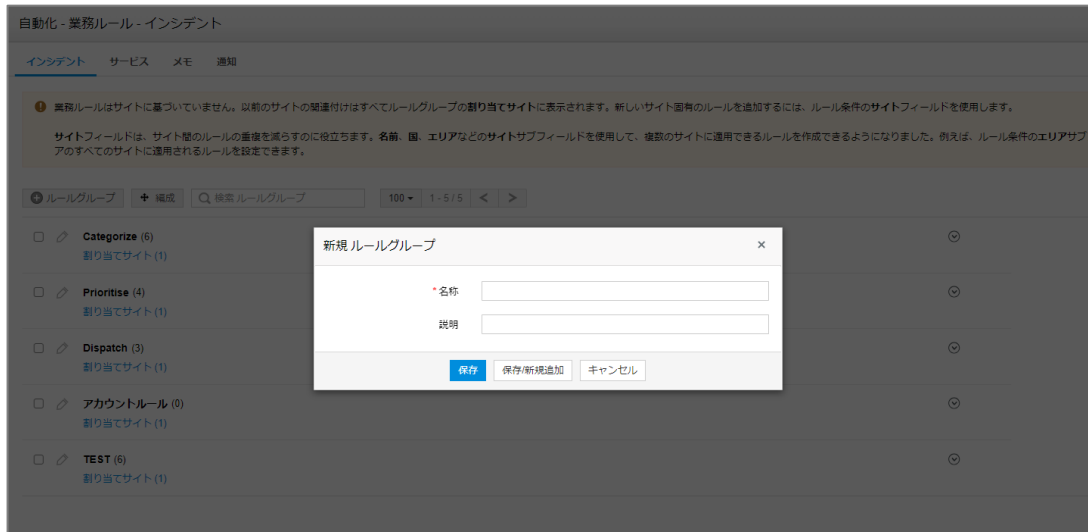 自動化 - 業務ルール - インシデント
インシデント サービス メモ 通知
業務ルールはサイトに基づいていません。以前のサイトの関連付けはすべてルールグループの割り当てサイトに表示されます。新しいサイト固有のルールを追加するには、ルール条件のサイトフィールドを使用します。
サイトフィールドは、サイト間のルールの重複を減らすのに役立ちます。名前、国、エリアなどのサイトサブフィールドを使用して、複数のサイトに適用できるルールを作成できるようになりました。例えば、ルール条件のエリアサブ
アのすべてのサイトに適用されるルールを設定できます。
ルールグループ 編成 検索 ルールグループ 100 1 - 5 / 5
Categorize (6)
割り当てサイト (1)
Prioritise (4)
割り当てサイト (1)
Dispatch (3)
割り当てサイト (1)
アカウントルール (0)
割り当てサイト (1)
TEST (6)
割り当てサイト (1)
新規 ルールグループ ×
*名称
説明
保存 保存/新規追加 キャンセル